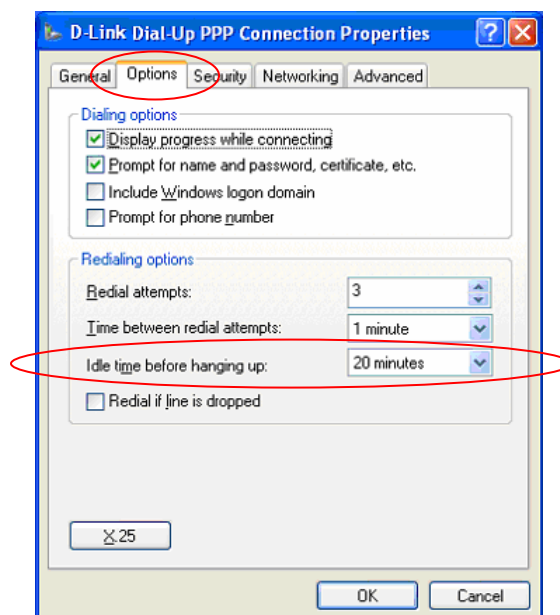 D-Link Dial-Up PPP Connection Properties
General Options Security Networking Advanced
Dialing options
Display progress while connecting
Prompt for name and password, certificate, etc.
Include Windows logon domain
Prompt for phone number
Redialing options
Redial attempts: 3
Time between redial attempts: 1 minute
Idle time before hanging up: 20 minutes
Redial if line is dropped
X.25
OK Cancel